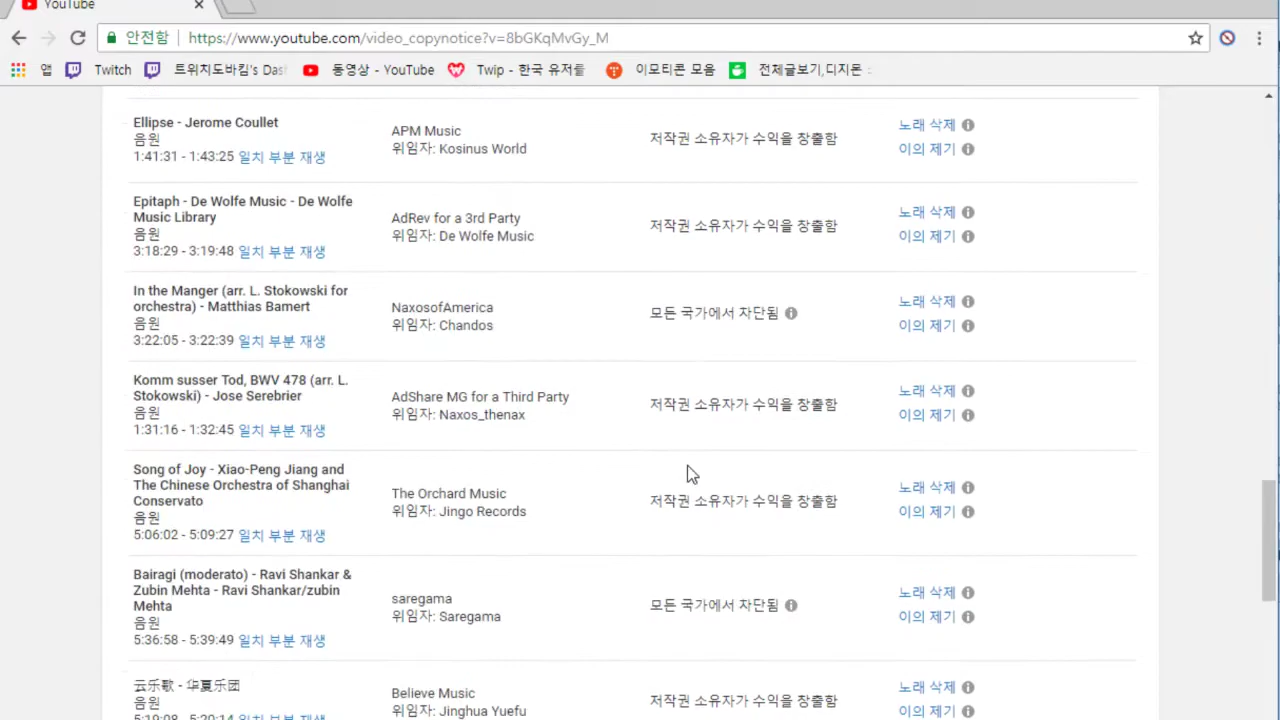 YouTube
안전함 https://www.youtube.com/video_copynotice?v=8bGKqMvGy_M
앱 Twitch 트위치도바킴's Das 동영상 - YouTube Twip - 한국 유저들 이모티콘 모음 전체글보기,디지몬 :
Ellipse - Jerome Coullet
음원
1:41:31 - 1:43:25 일치 부분 재생
APM Music
위임자: Kosinus World
저작권 소유자가 수익을 창출함
노래 삭제
이의 제기
Epitaph - De Wolfe Music - De Wolfe
Music Library
음원
3:18:29 - 3:19:48 일치 부분 재생
AdRev for a 3rd Party
위임자: De Wolfe Music
저작권 소유자가 수익을 창출함
노래 삭제
이의 제기
In the Manger (arr. L. Stokowski for
orchestra) - Matthias Bamert
음원
3:22:05 - 3:22:39 일치 부분 재생
NaxosofAmerica
위임자: Chandos
모든 국가에서 차단됨
노래 삭제
이의 제기
Komm susser Tod, BWV 478 (arr. L.
Stokowski) - Jose Serebrier
음원
1:31:16 - 1:32:45 일치 부분 재생
AdShare MG for a Third Party
위임자: Naxos_thenax
저작권 소유자가 수익을 창출함
노래 삭제
이의 제기
Song of Joy - Xiao-Peng Jiang and
The Chinese Orchestra of Shanghai
Conservato
음원
5:06:02 - 5:09:27 일치 부분 재생
The Orchard Music
위임자: Jingo Records
저작권 소유자가 수익을 창출함
노래 삭제
이의 제기
Bairagi (moderato) - Ravi Shankar &
Zubin Mehta - Ravi Shankar/zubin
Mehta
음원
5:36:58 - 5:39:49 일치 부분 재생
saregama
위임자: Saregama
모든 국가에서 차단됨
노래 삭제
이의 제기
云乐歌 - 华夏乐团
음원
5:19:08 - 5:20:14 일치 부분 재생
Believe Music
위임자: Jinghua Yuefu
저작권 소유자가 수익을 창출함
노래 삭제
이의 제기